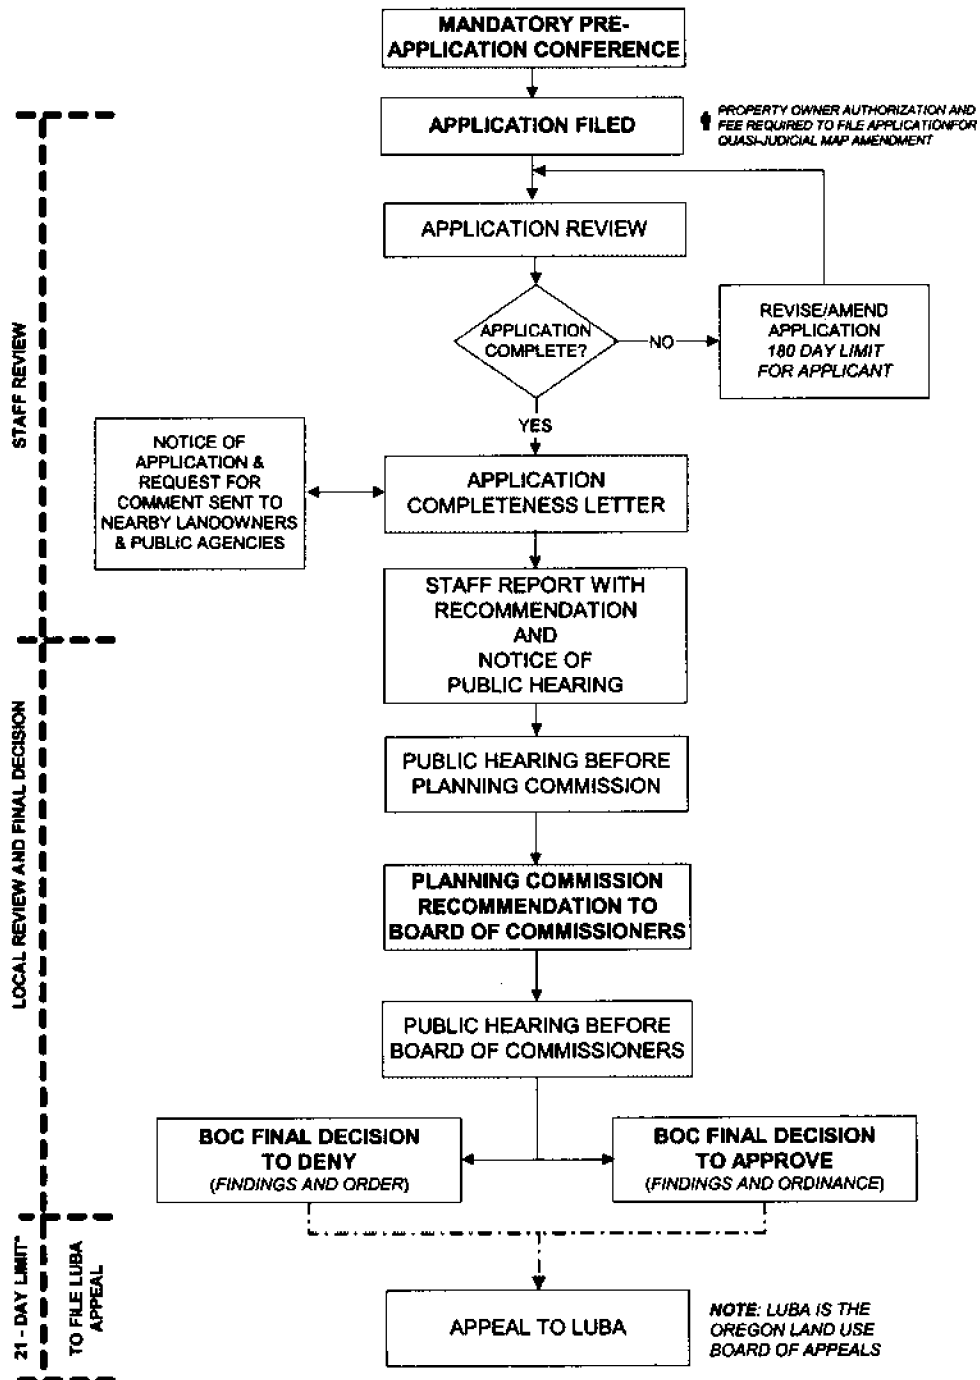 MANDATORY PRE-
APPLICATION CONFERENCE
APPLICATION FILED
PROPERTY OWNER AUTHORIZATION AND
FEE REQUIRED TO FILE APPLICATIONFOR
QUASI-JUDICIAL MAP AMENDMENT
APPLICATION REVIEW
APPLICATION
COMPLETE?
NO
REVISE/AMEND
APPLICATION
180 DAY LIMIT
FOR APPLICANT
YES
STAFF REVIEW
NOTICE OF
APPLICATION &
REQUEST FOR
COMMENT SENT TO
NEARBY LANDOWNERS
& PUBLIC AGENCIES
APPLICATION
COMPLETENESS LETTER
STAFF REPORT WITH
RECOMMENDATION
AND
NOTICE OF
PUBLIC HEARING
LOCAL REVIEW AND FINAL DECISION
PUBLIC HEARING BEFORE
PLANNING COMMISSION
PLANNING COMMISSION
RECOMMENDATION TO
BOARD OF COMMISSIONERS
PUBLIC HEARING BEFORE
BOARD OF COMMISSIONERS
BOC FINAL DECISION
TO DENY
(FINDINGS AND ORDER)
BOC FINAL DECISION
TO APPROVE
(FINDINGS AND ORDINANCE)
21 - DAY LIMIT*
TO FILE LUBA
APPEAL
APPEAL TO LUBA
NOTE: LUBA IS THE
OREGON LAND USE
BOARD OF APPEALS